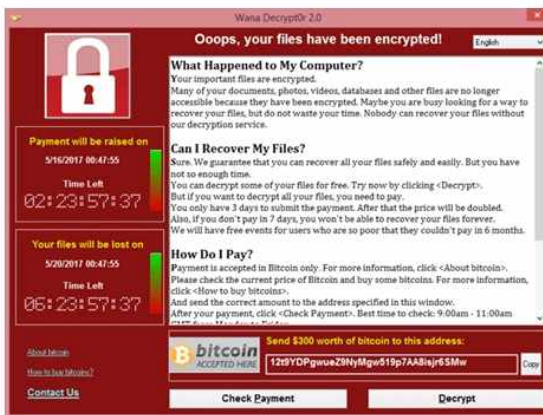 Wana Decrypt0r 2.0
Ooops, your files have been encrypted!
English
What Happened to My Computer?
Your important files are encrypted.
Many of your documents, photos, videos, databases and other files are no longer
accessible because they have been encrypted. Maybe you are busy looking for a way to
recover your files, but do not waste your time. Nobody can recover your files without
our decryption service.
Can I Recover My Files?
Sure. We guarantee that you can recover all your files safely and easily. But you have
not so enough time.
You can decrypt some of your files for free. Try now by clicking <Decrypt>.
But if you want to decrypt all your files, you need to pay.
You only have 3 days to submit the payment. After that the price will be doubled.
Also, if you don't pay in 7 days, you won't be able to recover your files forever.
We will have free events for users who are so poor that they couldn't pay in 6 months.
How Do I Pay?
Payment is accepted in Bitcoin only. For more information, click <About bitcoin>.
Please check the current price of Bitcoin and buy some bitcoins. For more information,
click <How to buy bitcoins>.
And send the correct amount to the address specified in this window.
After your payment, click <Check Payment>. Best time to check: 9:00am - 11:00am
GMT from Monday to Friday.
Payment will be raised on
5/16/2017 00:47:55
Time Left
02:23:57:37
Your files will be lost on
5/20/2017 00:47:55
Time Left
06:23:57:37
About bitcoin
How to buy bitcoins?
Contact Us
bitcoin
ACCEPTED HERE
Send $300 worth of bitcoin to this address:
12t9YDPgwueZ9NyMgw519p7AA8isjr6SMw
Copy
Check Payment
Decrypt